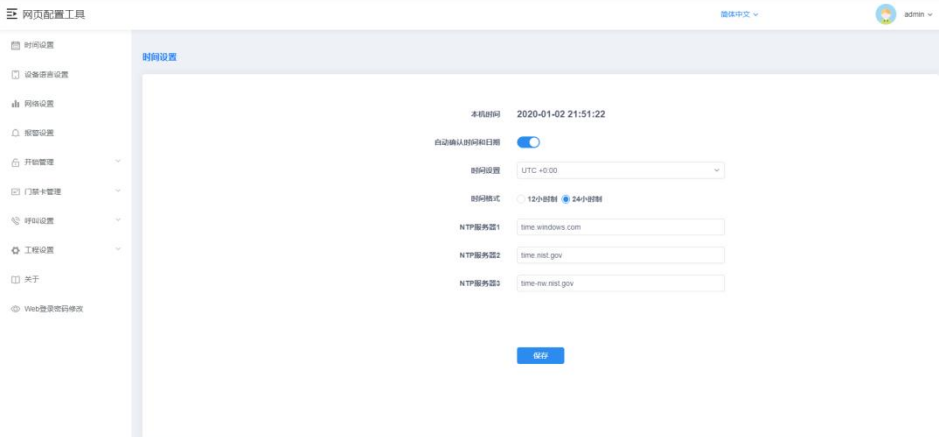 网页配置工具
简体中文
admin
时间设置
设备语言设置
网络设置
报警设置
开锁管理
门禁卡管理
呼叫设置
工程设置
关于
Web登录密码修改
时间设置
本机时间 2020-01-02 21:51:22
自动确认时间和日期
时间设置 UTC +0:00
时间格式 12小时制 24小时制
NTP服务器1 time.windows.com
NTP服务器2 time.nist.gov
NTP服务器3 time-nw.nist.gov
保存